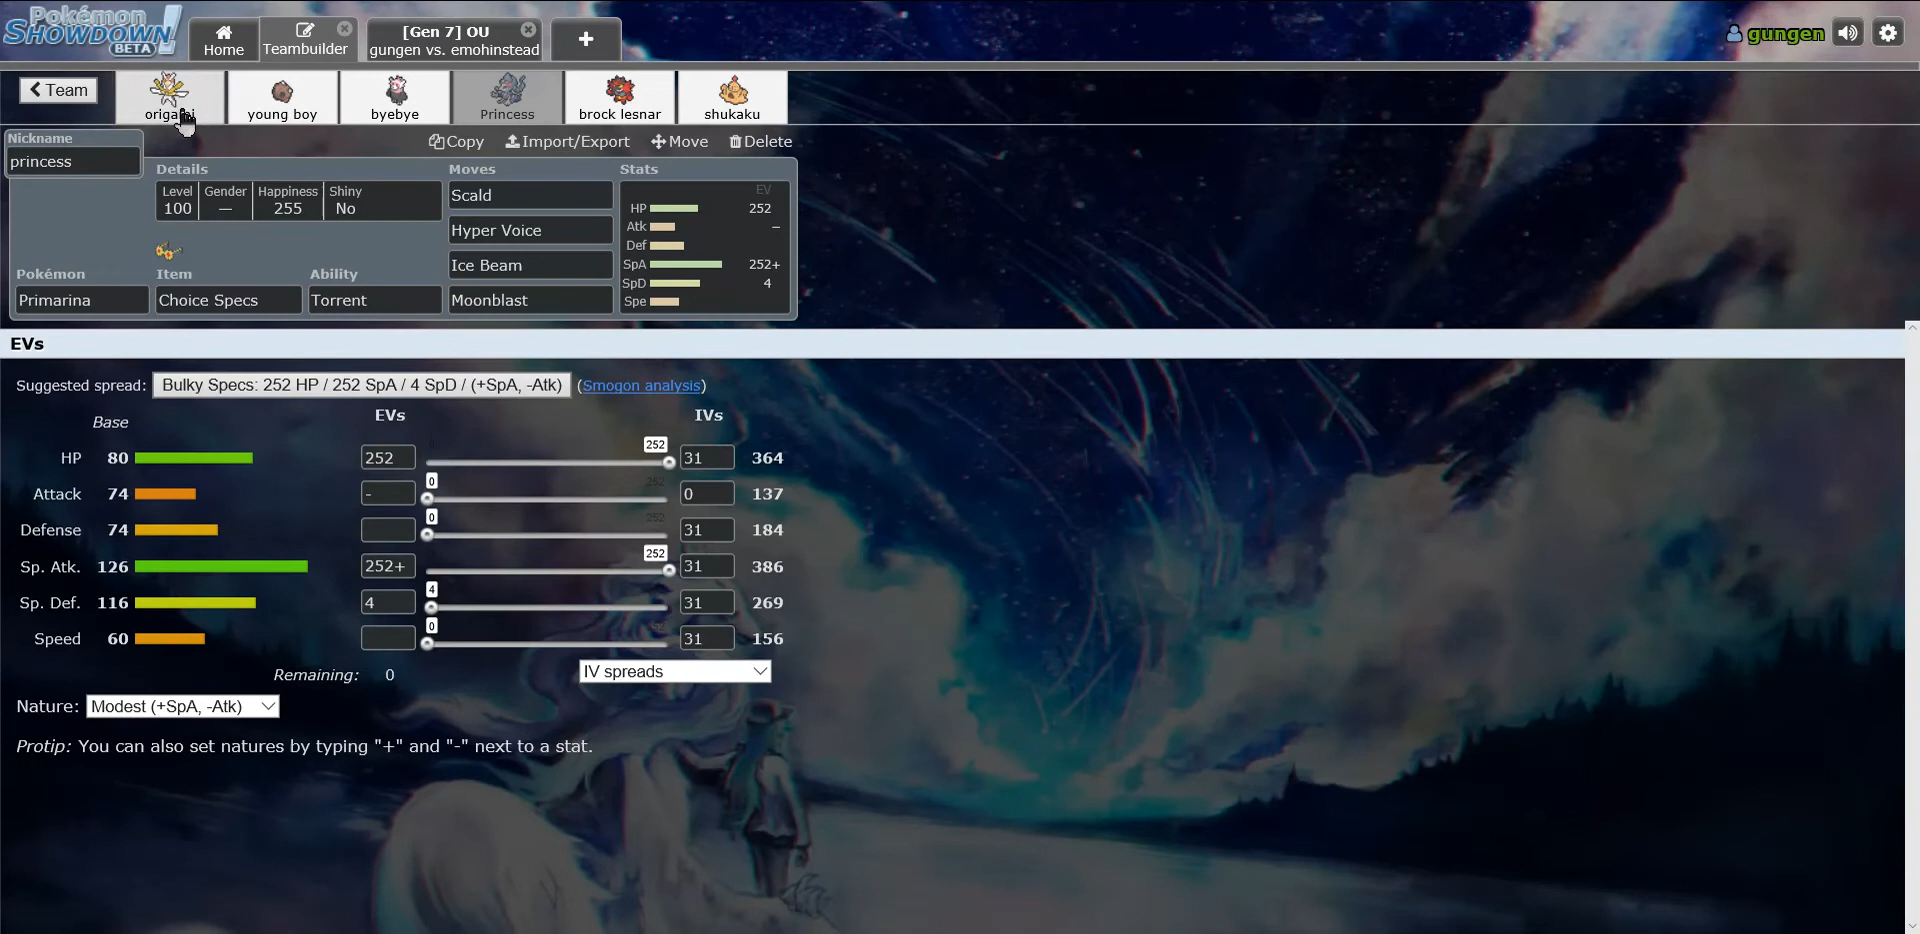 Pokémon
SHOWDOWN!
BETA
Home
Teambuilder
[Gen 7] OU
gungen vs. emohinstead
+
gungen
Team
origami
young boy
byebye
Princess
brock lesnar
shukaku
Nickname
princess
Copy
Import/Export
Move
Delete
Details
Moves
Stats
Level
Gender
Happiness
Shiny
100
—
255
No
Scald
Hyper Voice
Ice Beam
Moonblast
EV
HP 252
Atk –
Def
SpA 252+
SpD 4
Spe
Pokémon
Item
Ability
Primarina
Choice Specs
Torrent
EVs
Suggested spread: Bulky Specs: 252 HP / 252 SpA / 4 SpD / (+SpA, -Atk) (Smogon analysis)
Base EVs IVs
HP 80 252 252 31 364
Attack 74 - 0 252 0 137
Defense 74 0 252 31 184
Sp. Atk. 126 252+ 252 31 386
Sp. Def. 116 4 4 31 269
Speed 60 0 31 156
Remaining: 0
IV spreads
Nature: Modest (+SpA, -Atk)
Protip: You can also set natures by typing "+" and "-" next to a stat.